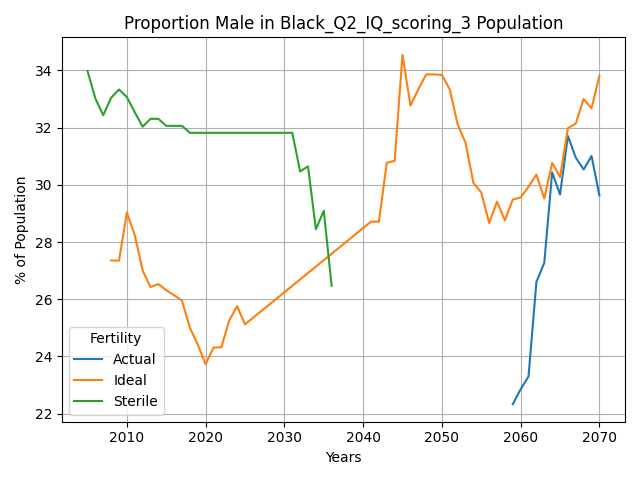 Proportion Male in Black_Q2_IQ_scoring_3 Population
% of Population
34
32
30
28
26
24
22
Fertility
Actual
Ideal
Sterile
2010 2020 2030 2040 2050 2060 2070
Years